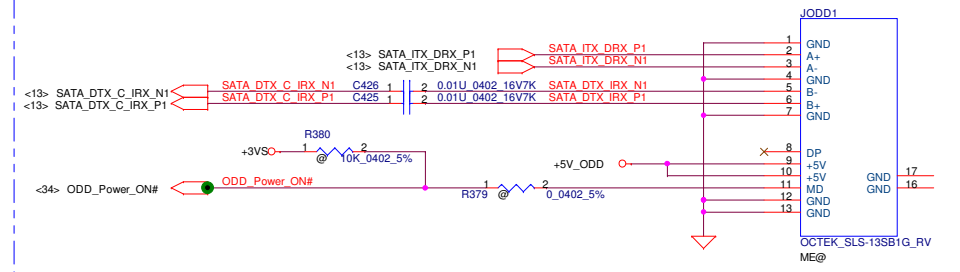 JODD1
1 GND
<13> SATA_ITX_DRX_P1 SATA_ITX_DRX_P1 2 A+
<13> SATA_ITX_DRX_N1 SATA_ITX_DRX_N1 3 A-
4 GND
<13> SATA_DTX_C_IRX_N1 SATA_DTX_C_IRX_N1 C426 1 2 0.01U_0402_16V7K SATA_DTX_IRX_N1 5 B-
<13> SATA_DTX_C_IRX_P1 SATA_DTX_C_IRX_P1 C425 1 2 0.01U_0402_16V7K SATA_DTX_IRX_P1 6 B+
7 GND
R380
+3VS 1 2 8 DP
@ 10K_0402_5%
+5V_ODD 9 +5V
10 +5V GND 17
<34> ODD_Power_ON# ODD_Power_ON# 1 2 11 MD GND 16
R379 @ 0_0402_5% 12 GND
13 GND
OCTEK_SLS-13SB1G_RV
ME@